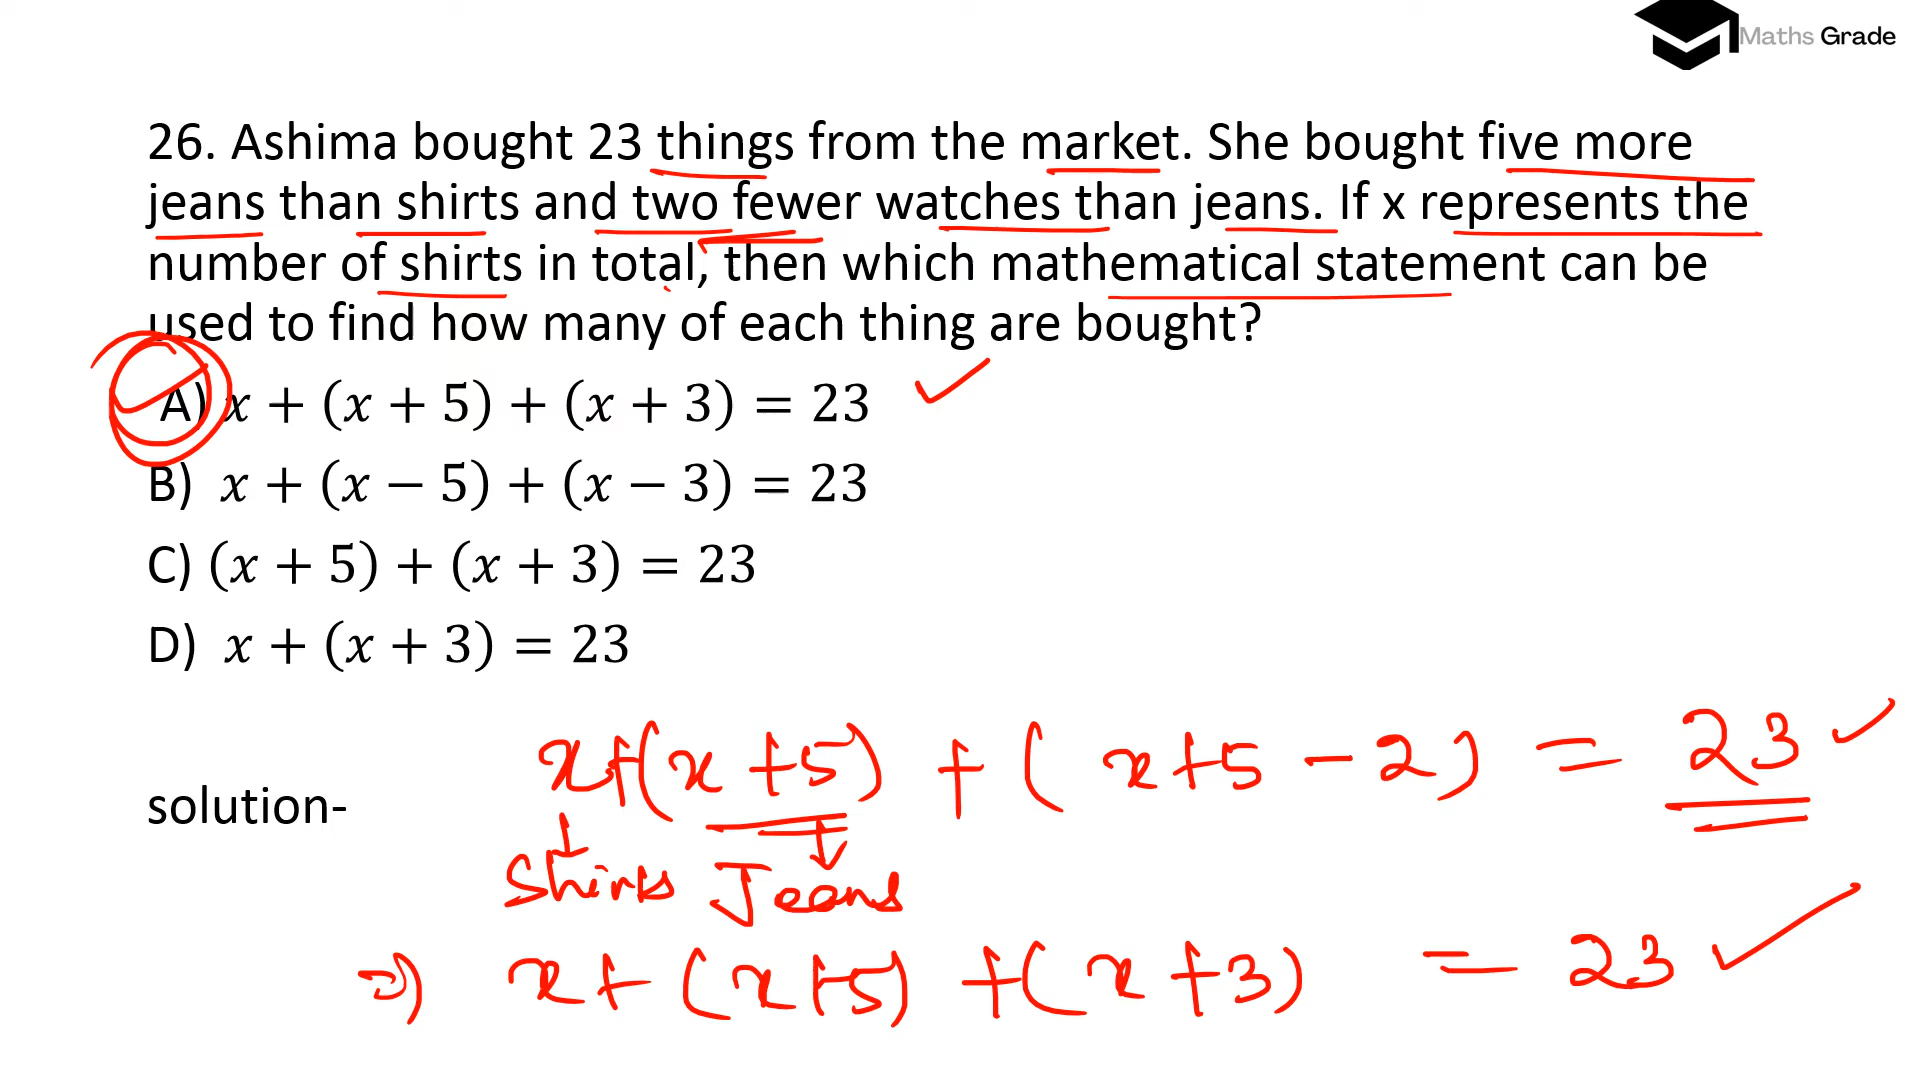 Maths Grade
26. Ashima bought 23 things from the market. She bought five more
jeans than shirts and two fewer watches than jeans. If x represents the
number of shirts in total, then which mathematical statement can be
used to find how many of each thing are bought?
A) x + (x + 5) + (x + 3) = 23
B) x + (x − 5) + (x − 3) = 23
C) (x + 5) + (x + 3) = 23
D) x + (x + 3) = 23
x+(x+5) + (x+5-2) = 23
solution-
Shirts Jeans
⇒) x+(x+5) +(x+3) = 23